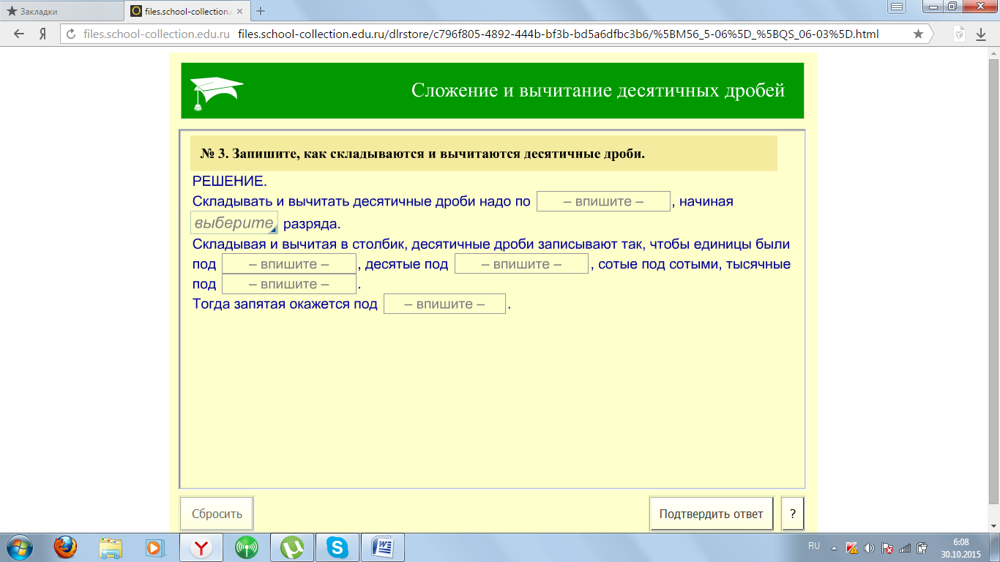 Закладки
files.school-collection.
files.school-collection.edu.ru files.school-collection.edu.ru/dlrstore/c796f805-4892-444b-bf3b-bd5a6dfbc3b6/%5BM56_5-06%5D_%5BQS_06-03%5D.html
Сложение и вычитание десятичных дробей
№ 3. Запишите, как складываются и вычитаются десятичные дроби.
РЕШЕНИЕ.
Складывать и вычитать десятичные дроби надо по – впишите – , начиная
выберите разряда.
Складывая и вычитая в столбик, десятичные дроби записывают так, чтобы единицы были
под – впишите – , десятые под – впишите – , сотые под сотыми, тысячные
под – впишите – .
Тогда запятая окажется под – впишите – .
Сбросить
Подтвердить ответ
?
RU
6:08
30.10.2015